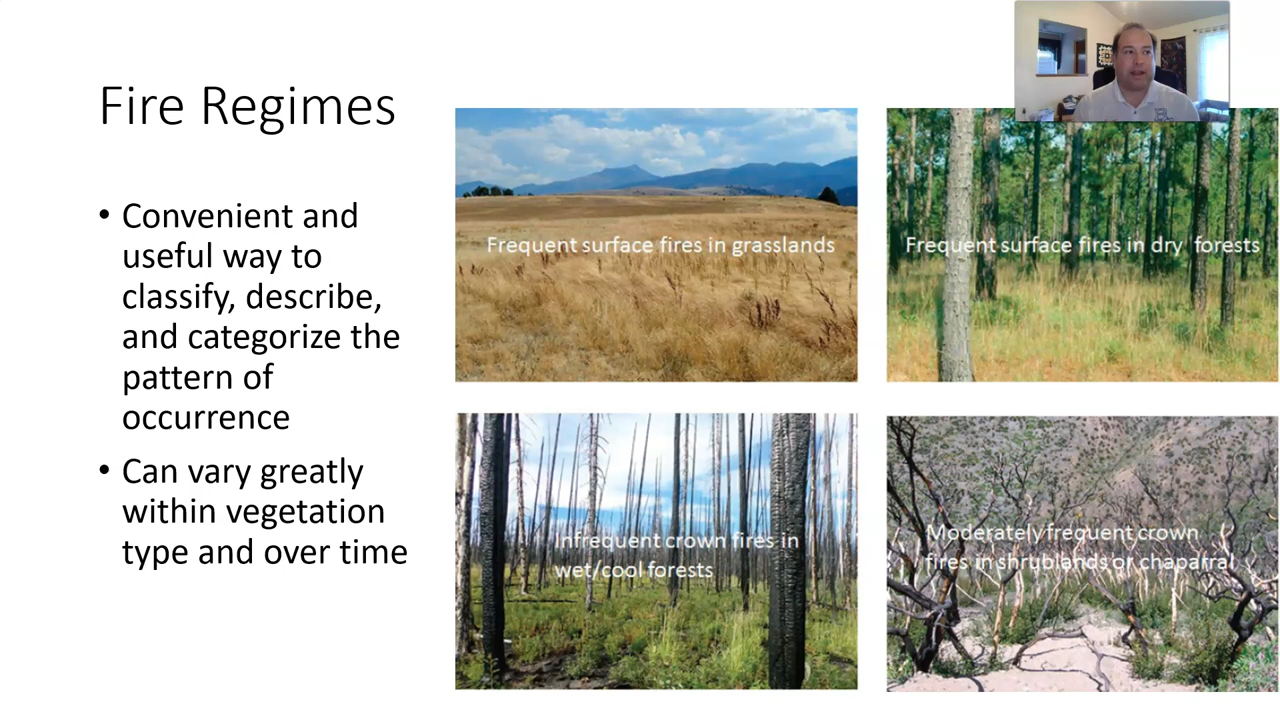 Fire Regimes
• Convenient and
useful way to
classify, describe,
and categorize the
pattern of
occurrence
• Can vary greatly
within vegetation
type and over time
Frequent surface fires in grasslands
Frequent surface fires in dry forests
Infrequent crown fires in
wet/cool forests
Moderately frequent crown
fires in shrublands or chaparral